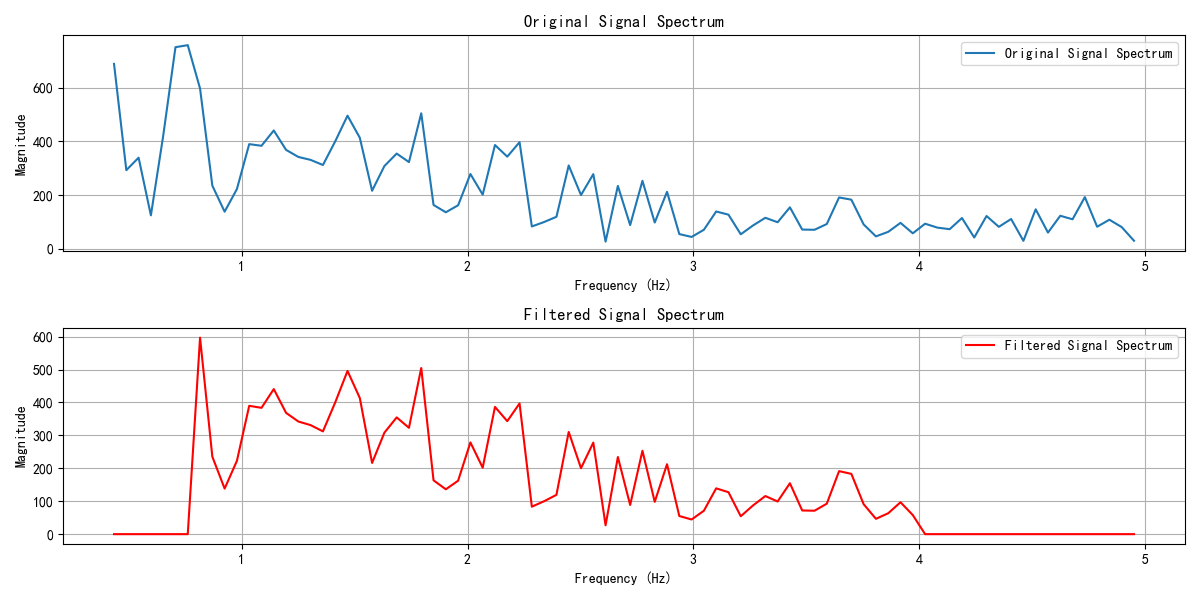 Original Signal Spectrum
Original Signal Spectrum
Magnitude
600
400
200
0
1
2
3
4
5
Frequency (Hz)
Filtered Signal Spectrum
Filtered Signal Spectrum
Magnitude
600
500
400
300
200
100
0
1
2
3
4
5
Frequency (Hz)